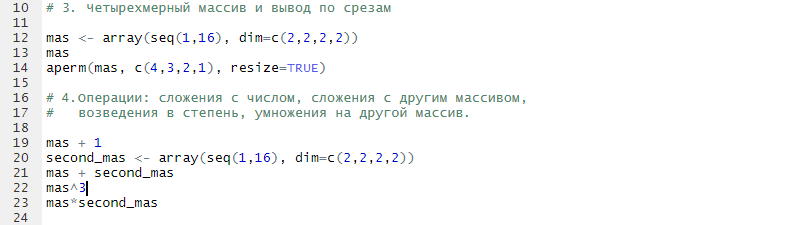 10 # 3. Четырехмерный массив и вывод по срезам
11
12 mas <- array(seq(1,16), dim=c(2,2,2,2))
13 mas
14 aperm(mas, c(4,3,2,1), resize=TRUE)
15
16 # 4.Операции: сложения с числом, сложения с другим массивом,
17 #   возведения в степень, умножения на другой массив.
18
19 mas + 1
20 second_mas <- array(seq(1,16), dim=c(2,2,2,2))
21 mas + second_mas
22 mas^3
23 mas*second_mas
24